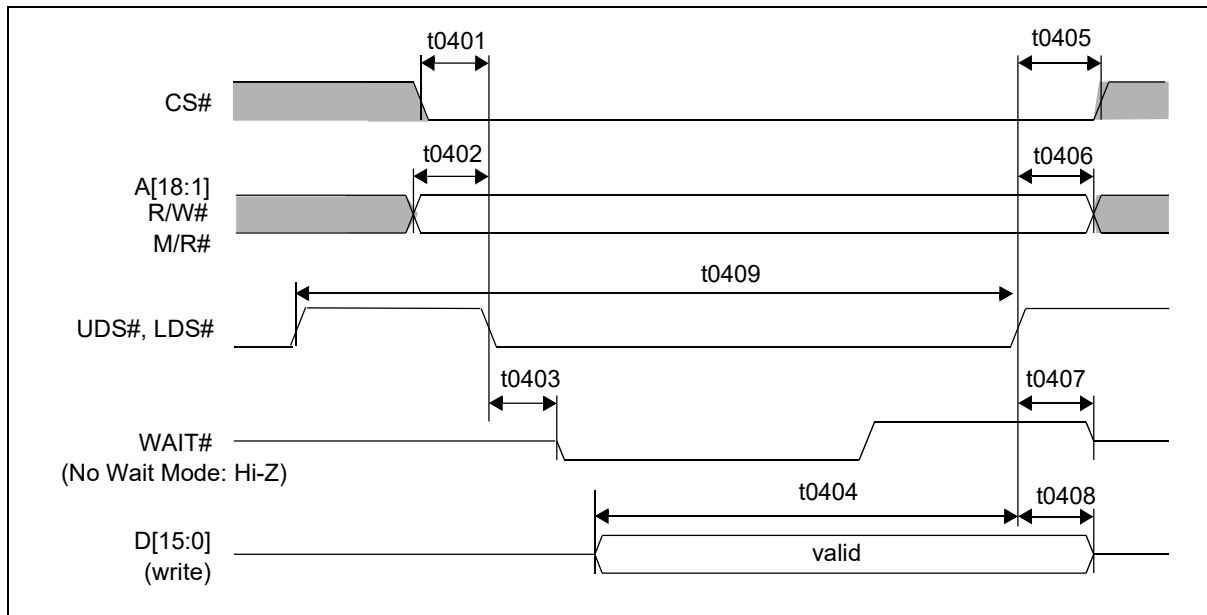 t0401
t0405
CS#
t0402
t0406
A[18:1]
R/W#
M/R#
t0409
UDS#, LDS#
t0403
t0407
WAIT#
(No Wait Mode: Hi-Z)
t0404
t0408
D[15:0]
valid
(write)